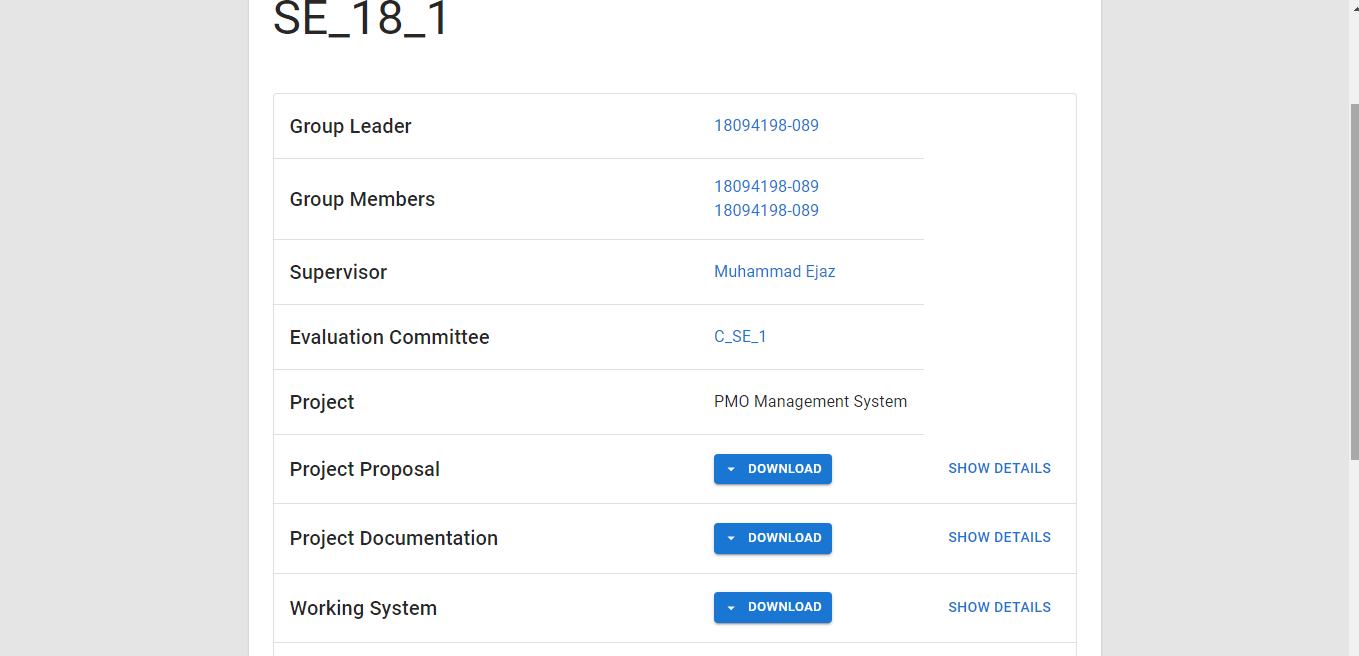 SE_18_1
Group Leader 18094198-089
Group Members 18094198-089
18094198-089
Supervisor Muhammad Ejaz
Evaluation Committee C_SE_1
Project PMO Management System
Project Proposal DOWNLOAD SHOW DETAILS
Project Documentation DOWNLOAD SHOW DETAILS
Working System DOWNLOAD SHOW DETAILS